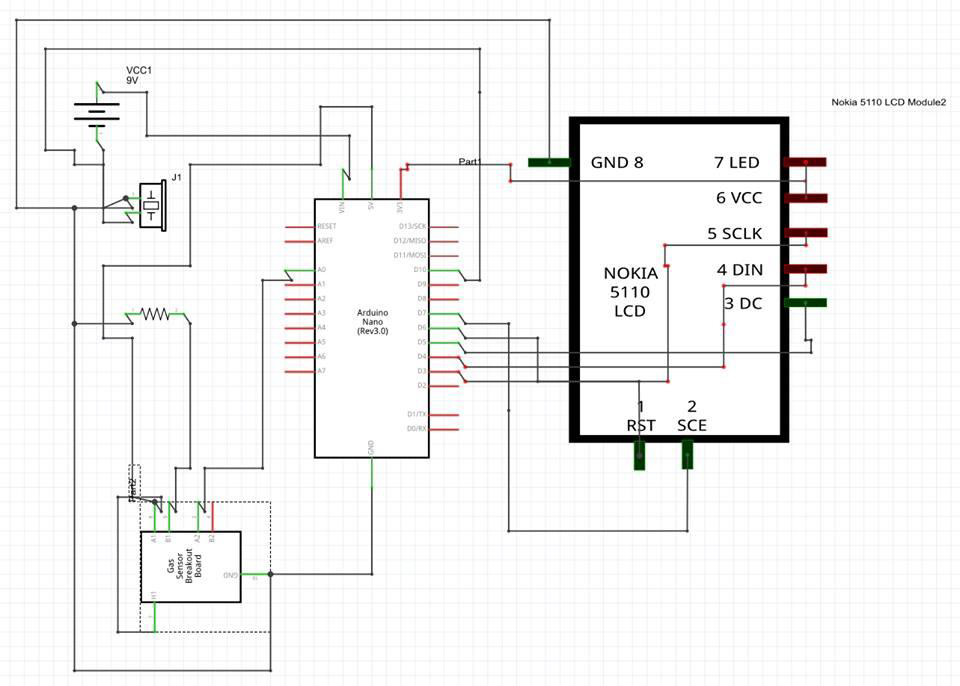 VCC1
9V
Nokia 5110 LCD Module2
J1
Part1
GND 8
7 LED
6 VCC
5 SCLK
4 DIN
3 DC
NOKIA
5110
LCD
1
RST
2
SCE
VIN
5V
3V3
RESET
AREF
A0
A1
A2
A3
A4
A5
A6
A7
D13/SCK
D12/MISO
D11/MOSI
D10
D9
D8
D7
D6
D5
D4
D3
D2
D1/TX
D0/RX
GND
Arduino
Nano
(Rev3.0)
Part2
A1
B1
A2
B2
Gas
Sensor
Breakout
Board
GND
H1